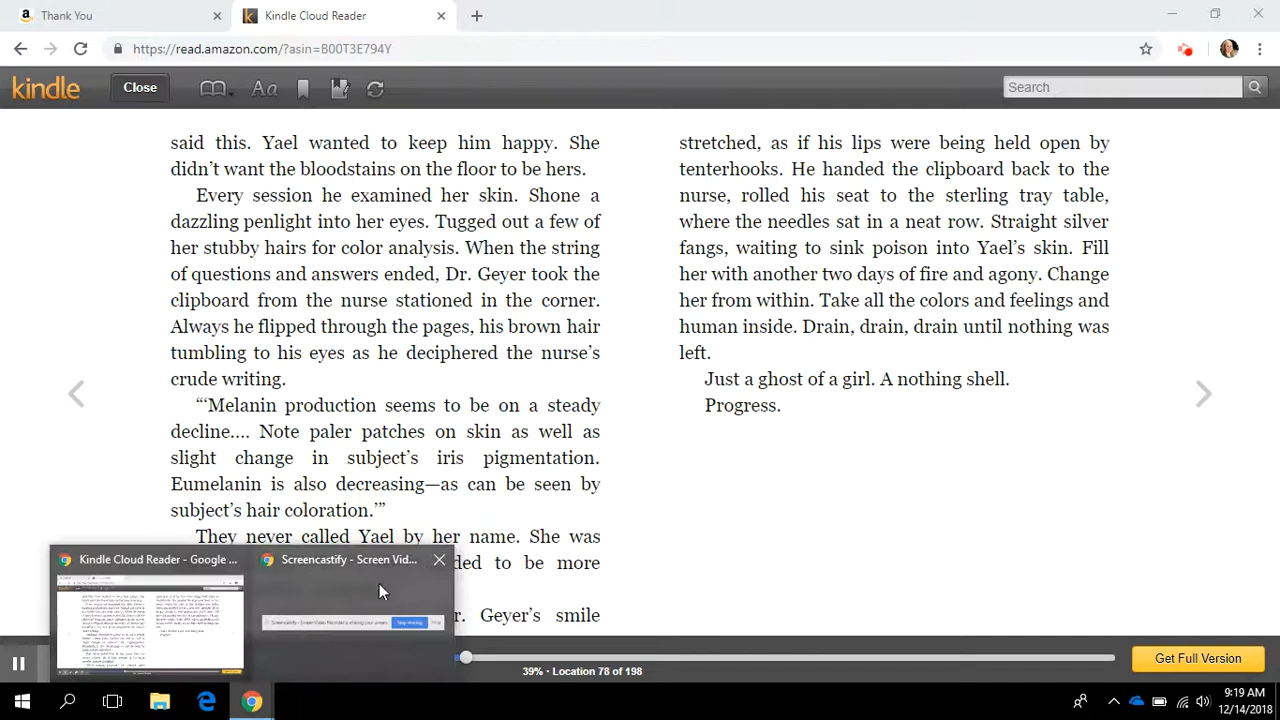 Thank You
Kindle Cloud Reader
https://read.amazon.com/?asin=B00T3E794Y
kindle
Close
Aa
Search
said this. Yael wanted to keep him happy. She
didn't want the bloodstains on the floor to be hers.
Every session he examined her skin. Shone a
dazzling penlight into her eyes. Tugged out a few of
her stubby hairs for color analysis. When the string
of questions and answers ended, Dr. Geyer took the
clipboard from the nurse stationed in the corner.
Always he flipped through the pages, his brown hair
tumbling to his eyes as he deciphered the nurse's
crude writing.
"‘Melanin production seems to be on a steady
decline.... Note paler patches on skin as well as
slight change in subject's iris pigmentation.
Eumelanin is also decreasing—as can be seen by
subject's hair coloration.'"
They never called Yael by her name. She was
ded to be more
r. Geyer's smile
stretched, as if his lips were being held open by
tenterhooks. He handed the clipboard back to the
nurse, rolled his seat to the sterling tray table,
where the needles sat in a neat row. Straight silver
fangs, waiting to sink poison into Yael's skin. Fill
her with another two days of fire and agony. Change
her from within. Take all the colors and feelings and
human inside. Drain, drain, drain until nothing was
left.
Just a ghost of a girl. A nothing shell.
Progress.
Kindle Cloud Reader - Google ...
Screencastify - Screen Vid...
Stop sharing
39% • Location 78 of 198
Get Full Version
9:19 AM
12/14/2018